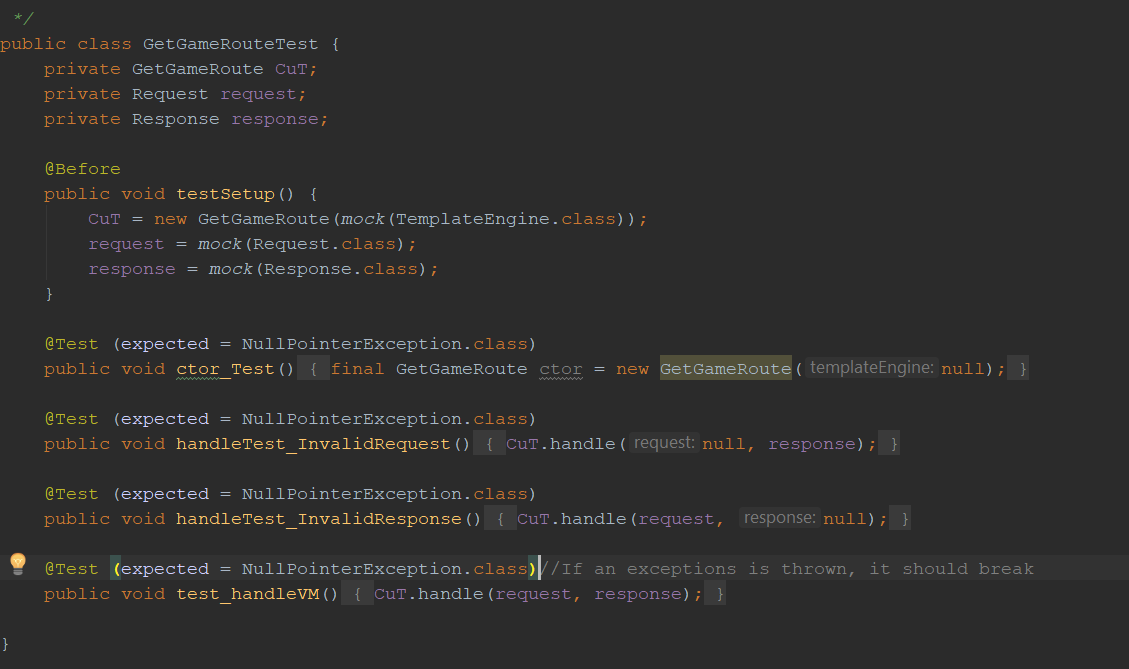 */
public class GetGameRouteTest {
private GetGameRoute CuT;
private Request request;
private Response response;
@Before
public void testSetup() {
CuT = new GetGameRoute(mock(TemplateEngine.class));
request = mock(Request.class);
response = mock(Response.class);
}
@Test (expected = NullPointerException.class)
public void ctor_Test() { final GetGameRoute ctor = new GetGameRoute( templateEngine: null); }
@Test (expected = NullPointerException.class)
public void handleTest_InvalidRequest() { CuT.handle( request: null, response); }
@Test (expected = NullPointerException.class)
public void handleTest_InvalidResponse() { CuT.handle(request, response: null); }
@Test (expected = NullPointerException.class)//If an exceptions is thrown, it should break
public void test_handleVM() { CuT.handle(request, response); }
}